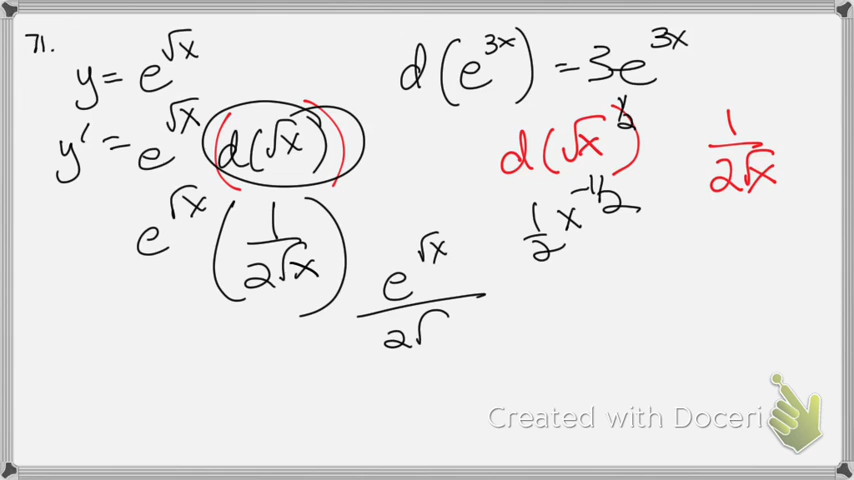 71.
y = e^√x
d(e^3x) = 3e^3x
y' = e^√x (d(√x))
d(√x^1/2)
1/(2√x)
e^√x (1/(2√x))
1/2 x^-1/2
e^√x/(2√
Created with Doceri